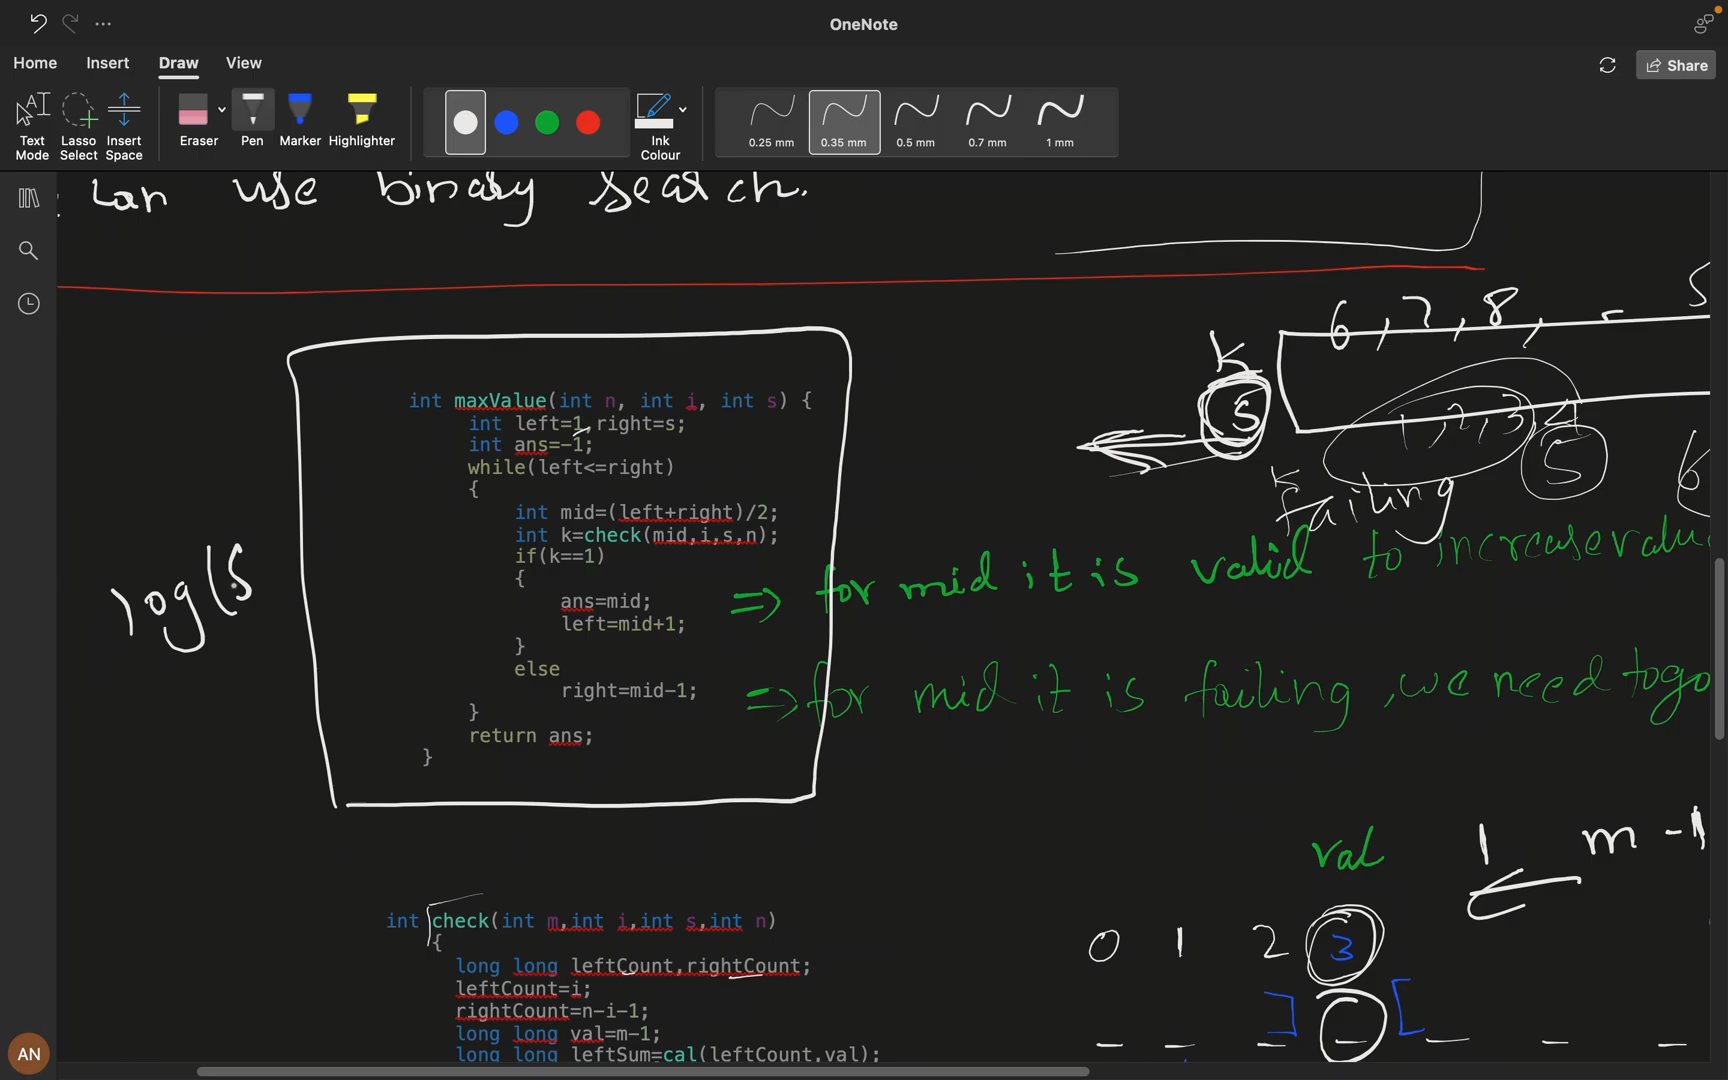 OneNote
Home Insert Draw View
Share
Text Mode
Lasso Select
Insert Space
Eraser
Pen
Marker
Highlighter
Ink Colour
0.25 mm
0.35 mm
0.5 mm
0.7 mm
1 mm
can use binary search.
6, 7, 8, -
k
5
1, 2, 3, 4
5
6
k
failing
int maxValue(int n, int i, int s) {
int left=1,right=s;
int ans=-1;
while(left<=right)
{
int mid=(left+right)/2;
int k=check(mid,i,s,n);
if(k==1)
{
ans=mid;
left=mid+1;
}
else
right=mid-1;
}
return ans;
}
log(s
=> for mid it is valid to increase valu
=> for mid it is failing, we need to go
val
1 m-1
0 1 2 3
int check(int m,int i,int s,int n)
{
long long leftCount,rightCount;
leftCount=i;
rightCount=n-i-1;
long long val=m-1;
long long leftSum=cal(leftCount,val);
AN